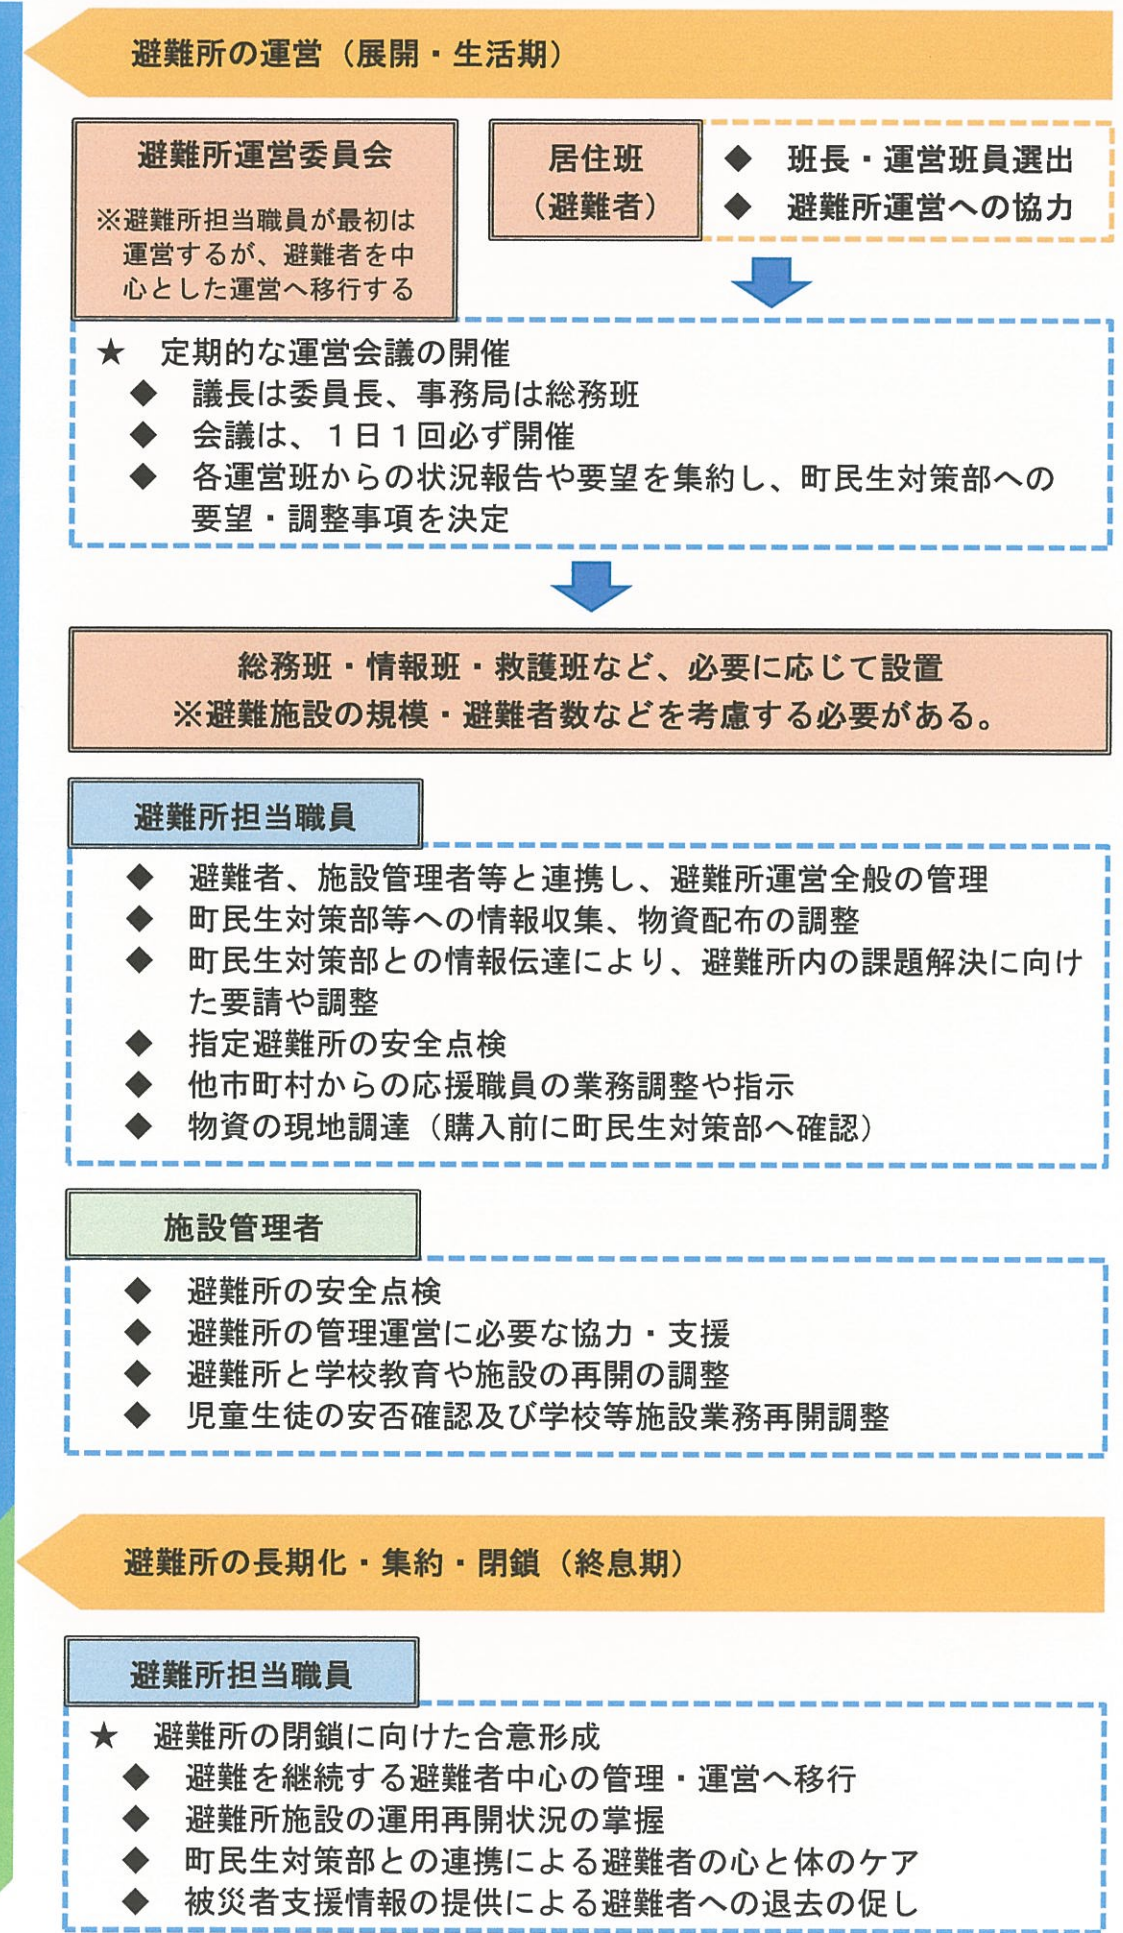 避難所の運営（展開・生活期）
避難所運営委員会
※避難所担当職員が最初は
運営するが、避難者を中
心とした運営へ移行する
居住班
（避難者）
◆ 班長・運営班員選出
◆ 避難所運営への協力
★ 定期的な運営会議の開催
◆ 議長は委員長、事務局は総務班
◆ 会議は、１日１回必ず開催
◆ 各運営班からの状況報告や要望を集約し、町民生対策部への
要望・調整事項を決定
総務班・情報班・救護班など、必要に応じて設置
※避難施設の規模・避難者数などを考慮する必要がある。
避難所担当職員
◆ 避難者、施設管理者等と連携し、避難所運営全般の管理
◆ 町民生対策部等への情報収集、物資配布の調整
◆ 町民生対策部との情報伝達により、避難所内の課題解決に向け
た要請や調整
◆ 指定避難所の安全点検
◆ 他市町村からの応援職員の業務調整や指示
◆ 物資の現地調達（購入前に町民生対策部へ確認）
施設管理者
◆ 避難所の安全点検
◆ 避難所の管理運営に必要な協力・支援
◆ 避難所と学校教育や施設の再開の調整
◆ 児童生徒の安否確認及び学校等施設業務再開調整
避難所の長期化・集約・閉鎖（終息期）
避難所担当職員
★ 避難所の閉鎖に向けた合意形成
◆ 避難を継続する避難者中心の管理・運営へ移行
◆ 避難所施設の運用再開状況の掌握
◆ 町民生対策部との連携による避難者の心と体のケア
◆ 被災者支援情報の提供による避難者への退去の促し